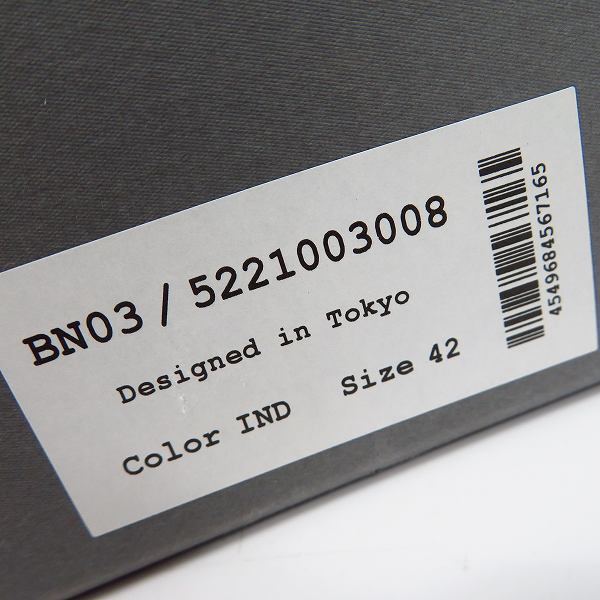 BN03 / 5221003008
Designed in Tokyo
Color IND Size 42
4549684567165